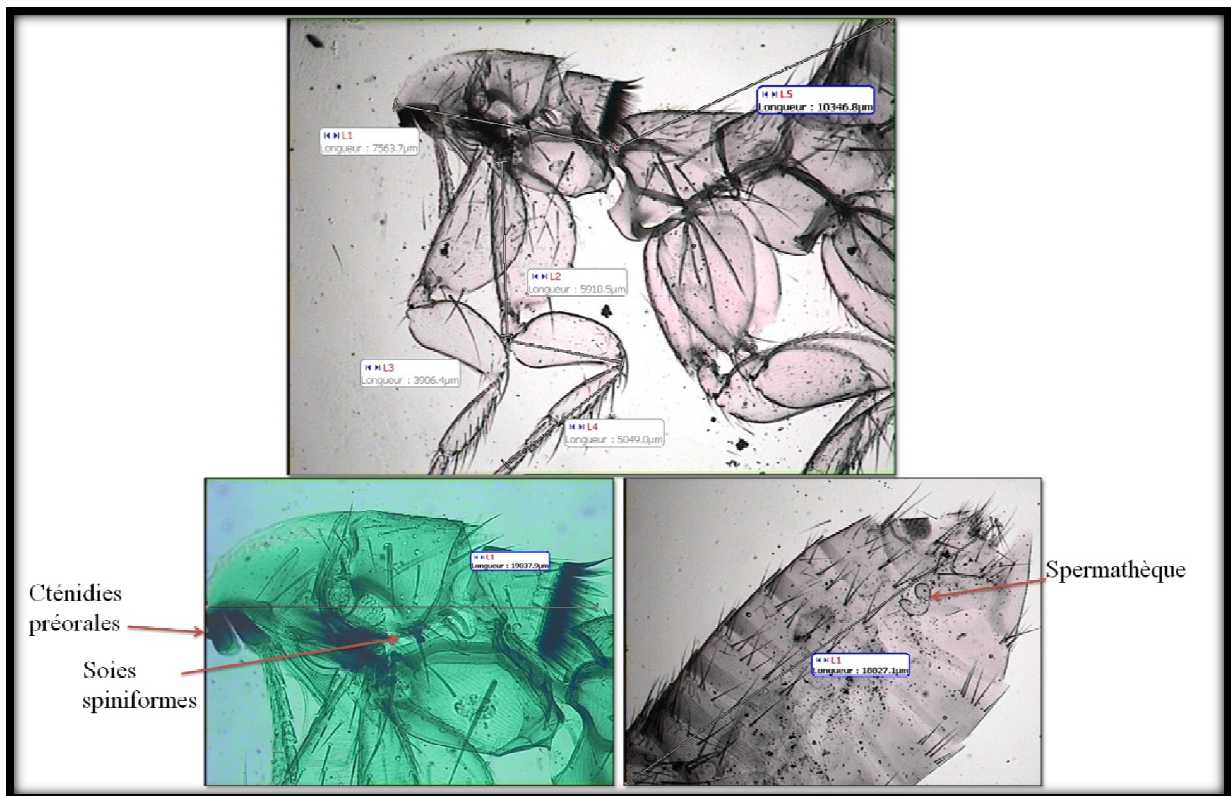 L1
Longueur : 7563.7µm
L5
Longueur : 10346.8µm
L2
Longueur : 5910.5µm
L3
Longueur : 3906.4µm
L4
Longueur : 5049.0µm
L1
Longueur : 19037.9µm
Cténidies
préorales
Soies
spiniformes
Spermathèque
L1
Longueur : 18027.1µm